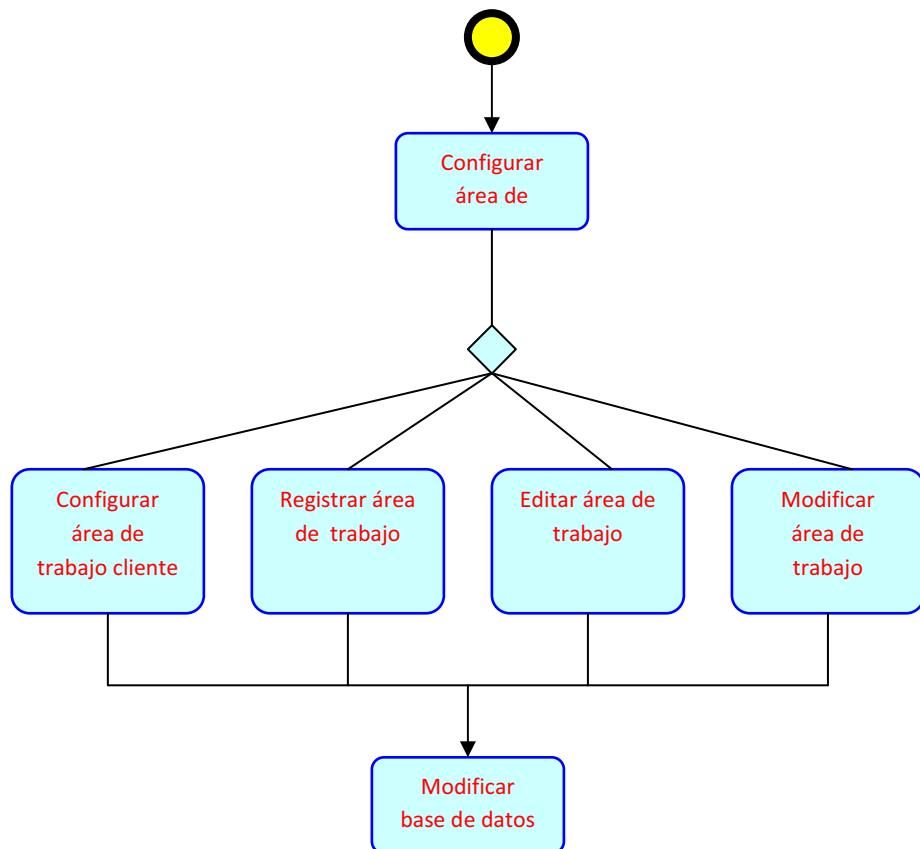 Configurar
área de
Configurar
área de
trabajo cliente
Registrar área
de trabajo
Editar área de
trabajo
Modificar
área de
trabajo
Modificar
base de datos